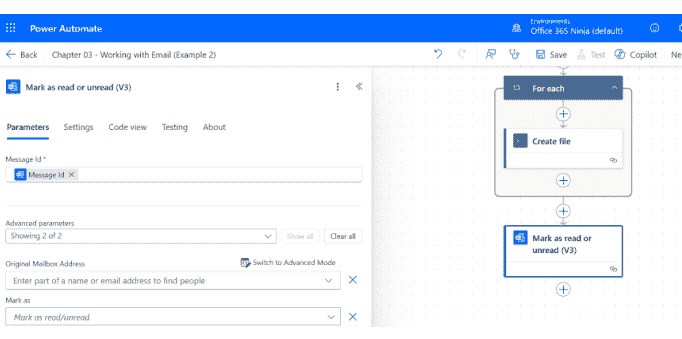 Power Automate
Environments
Office 365 Ninja (default)
Back
Chapter 03 - Working with Email (Example 2)
Save
Test
Copilot
Ne
Mark as read or unread (V3)
Parameters
Settings
Code view
Testing
About
Message Id *
Message Id
Advanced parameters
Showing 2 of 2
Show all
Clear all
Original Mailbox Address
Switch to Advanced Mode
Enter part of a name or email address to find people
Mark as
Mark as read/unread.
For each
Create file
Mark as read or
unread (V3)